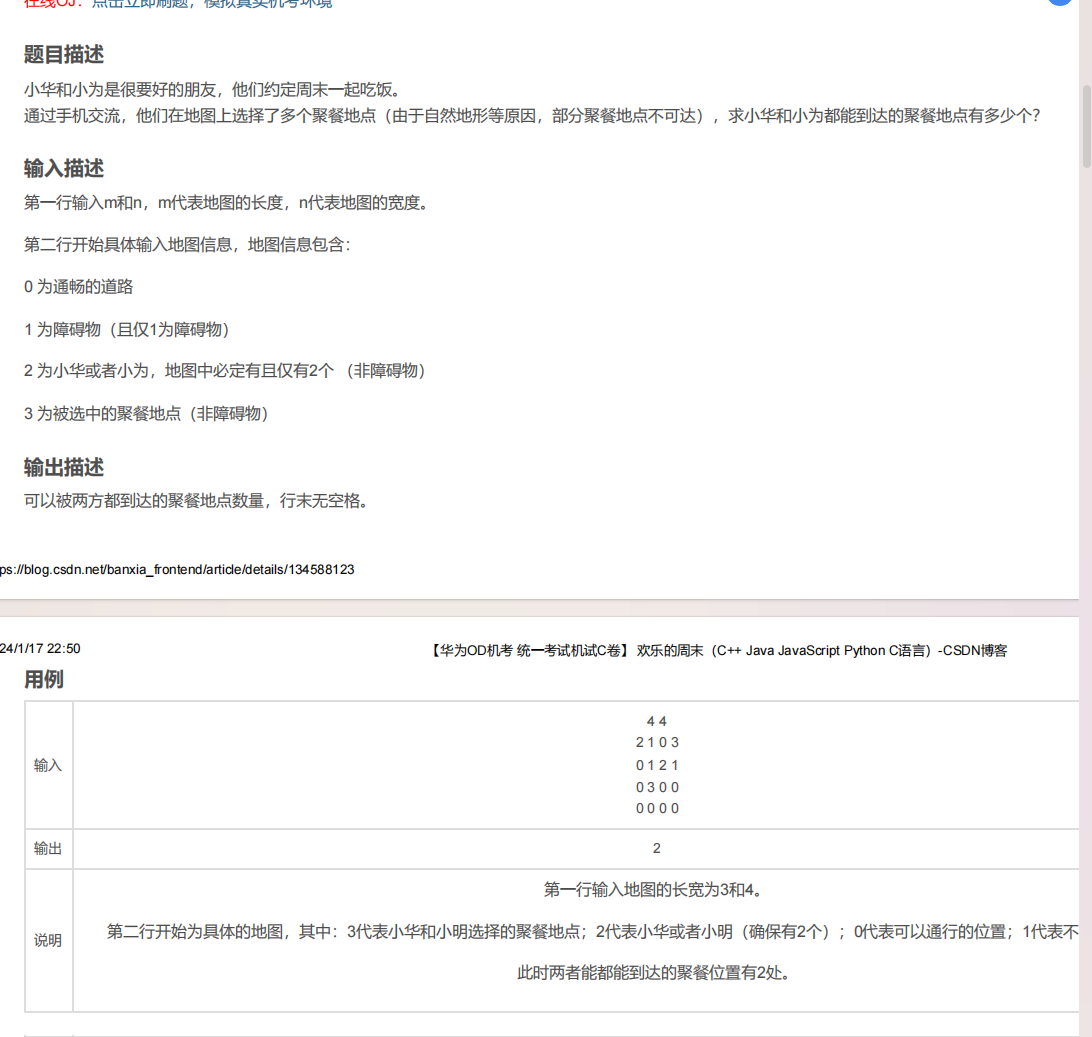 在线OJ：点击立即刷题，模拟真实机考环境
题目描述
小华和小为是很要好的朋友，他们约定周末一起吃饭。
通过手机交流，他们在地图上选择了多个聚餐地点（由于自然地形等原因，部分聚餐地点不可达），求小华和小为都能到达的聚餐地点有多少个？
输入描述
第一行输入m和n，m代表地图的长度，n代表地图的宽度。
第二行开始具体输入地图信息，地图信息包含：
0 为通畅的道路
1 为障碍物（且仅1为障碍物）
2 为小华或者小为，地图中必定有且仅有2个 （非障碍物）
3 为被选中的聚餐地点（非障碍物）
输出描述
可以被两方都到达的聚餐地点数量，行末无空格。
ps://blog.csdn.net/banxia_frontend/article/details/134588123
24/1/17 22:50
【华为OD机考 统一考试机试C卷】 欢乐的周末（C++ Java JavaScript Python C语言）-CSDN博客
用例
输入
4 4
2 1 0 3
0 1 2 1
0 3 0 0
0 0 0 0
输出
2
说明
第一行输入地图的长宽为3和4。
第二行开始为具体的地图，其中：3代表小华和小明选择的聚餐地点；2代表小华或者小明（确保有2个）；0代表可以通行的位置；1代表不
此时两者能都能到达的聚餐位置有2处。